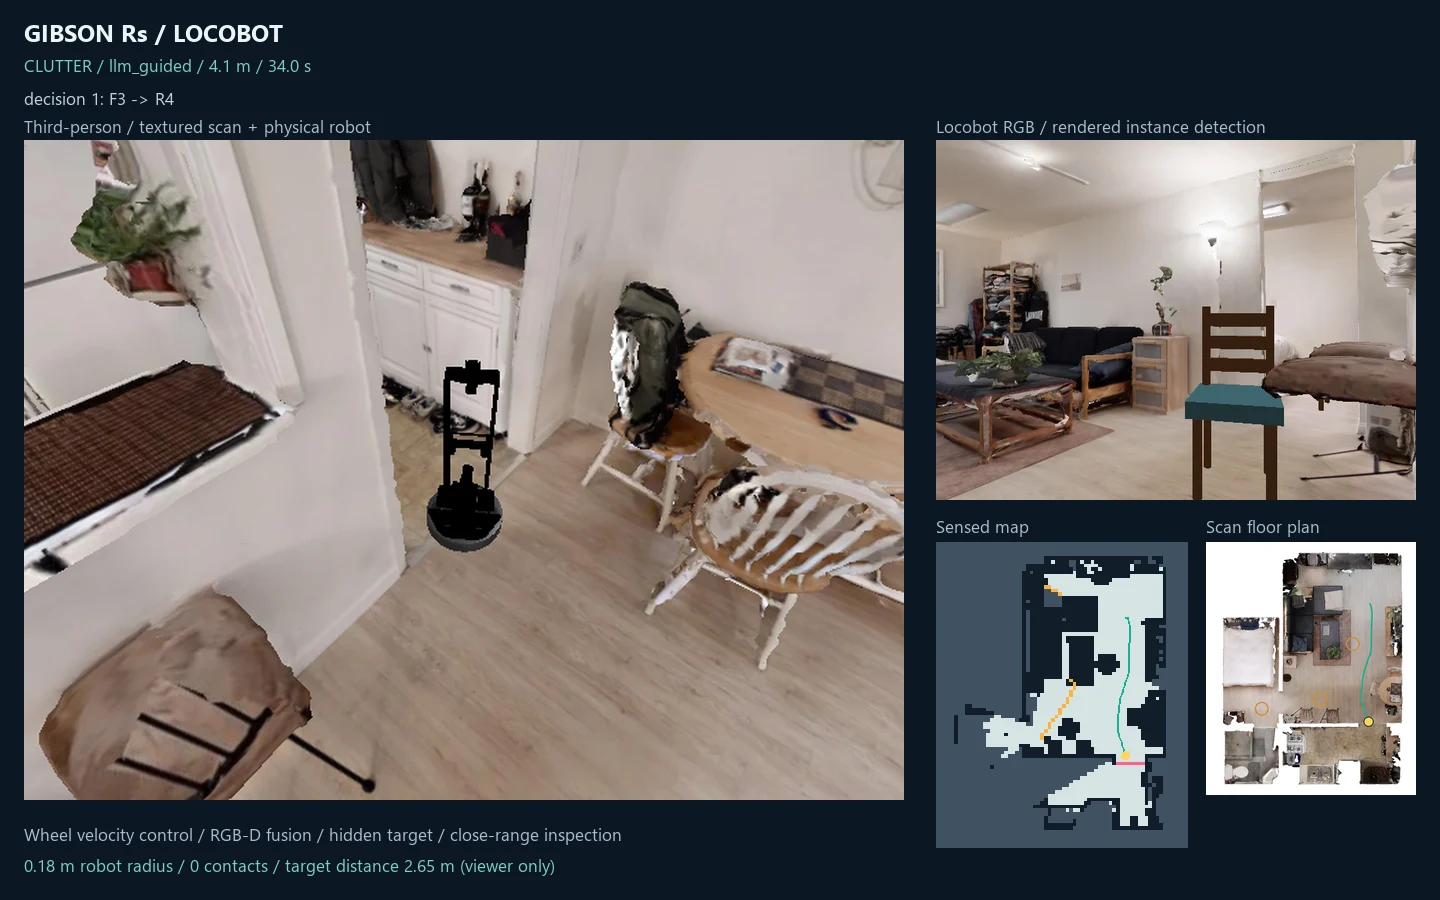 GIBSON Rs / LOCOBOT
CLUTTER / llm_guided / 4.1 m / 34.0 s
decision 1: F3 -> R4
Third-person / textured scan + physical robot
Locobot RGB / rendered instance detection
Sensed map
Scan floor plan
Wheel velocity control / RGB-D fusion / hidden target / close-range inspection
0.18 m robot radius / 0 contacts / target distance 2.65 m (viewer only)